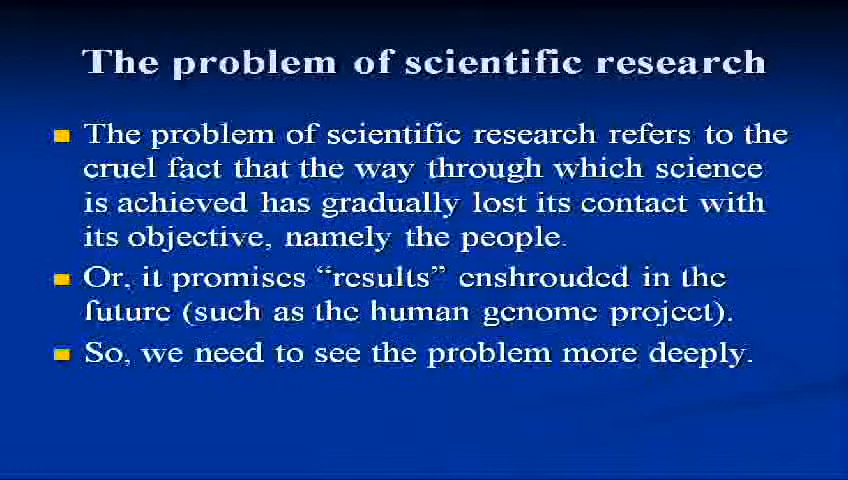 The problem of scientific research
The problem of scientific research refers to the
cruel fact that the way through which science
is achieved has gradually lost its contact with
its objective, namely the people.
Or, it promises “results” enshrouded in the
future (such as the human genome project).
So, we need to see the problem more deeply.